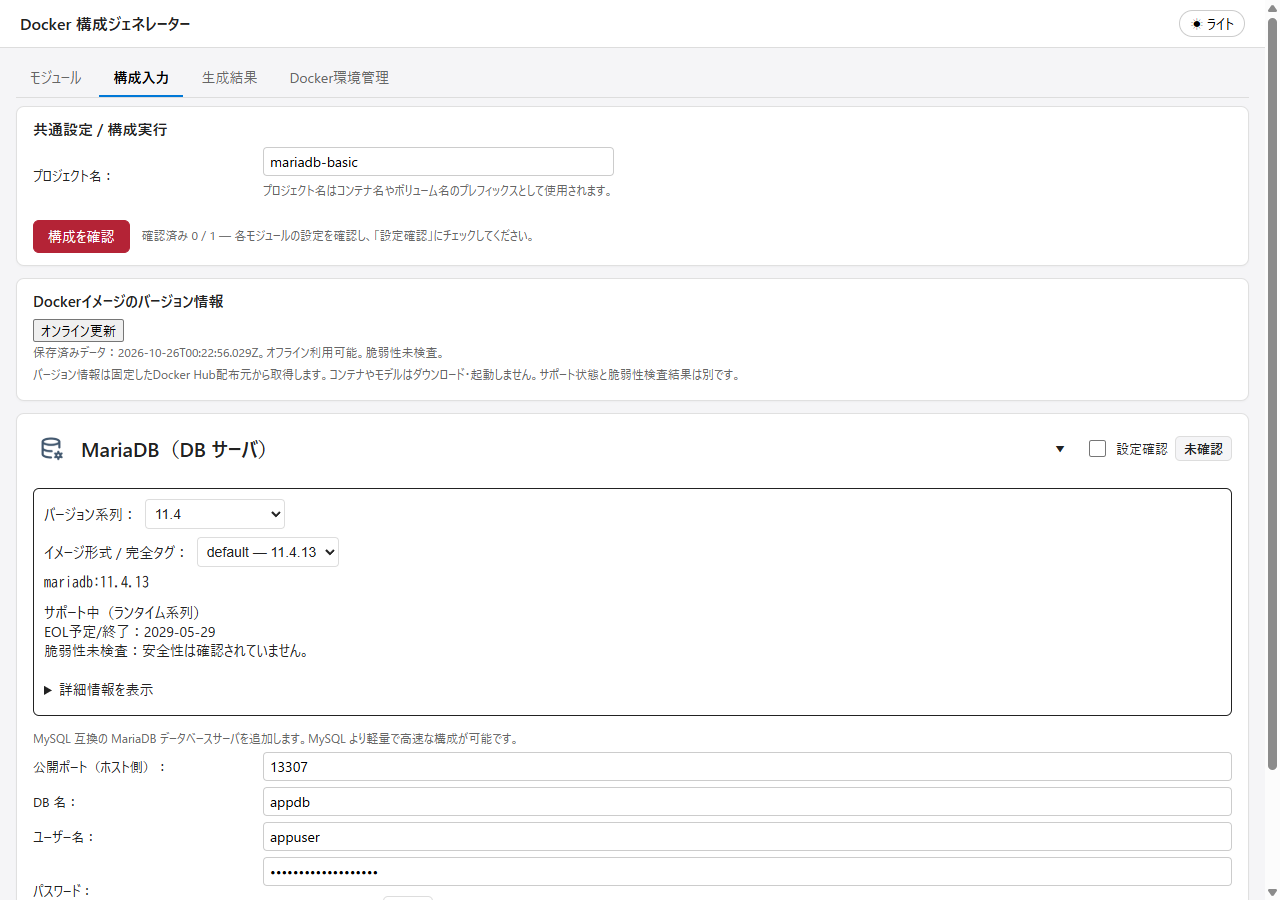 Docker 構成ジェネレーター
ライト
モジュール 構成入力 生成結果 Docker環境管理
共通設定 / 構成実行
プロジェクト名：
mariadb-basic
プロジェクト名はコンテナ名やボリューム名のプレフィックスとして使用されます。
構成を確認 確認済み 0 / 1 — 各モジュールの設定を確認し、「設定確認」にチェックしてください。
Dockerイメージのバージョン情報
オンライン更新
保存済みデータ：2026-10-26T00:22:56.029Z。オフライン利用可能。脆弱性未検査。
バージョン情報は固定したDocker Hub配布元から取得します。コンテナやモデルはダウンロード・起動しません。サポート状態と脆弱性検査結果は別です。
MariaDB（DB サーバ） ▼ 設定確認 未確認
バージョン系列： 11.4
イメージ形式 / 完全タグ： default — 11.4.13
mariadb:11.4.13
サポート中（ランタイム系列）
EOL予定/終了：2029-05-29
脆弱性未検査：安全性は確認されていません。
▶ 詳細情報を表示
MySQL 互換の MariaDB データベースサーバを追加します。MySQL より軽量で高速な構成が可能です。
公開ポート（ホスト側）： 13307
DB 名： appdb
ユーザー名： appuser
•••••••••••••••••••
パスワード：